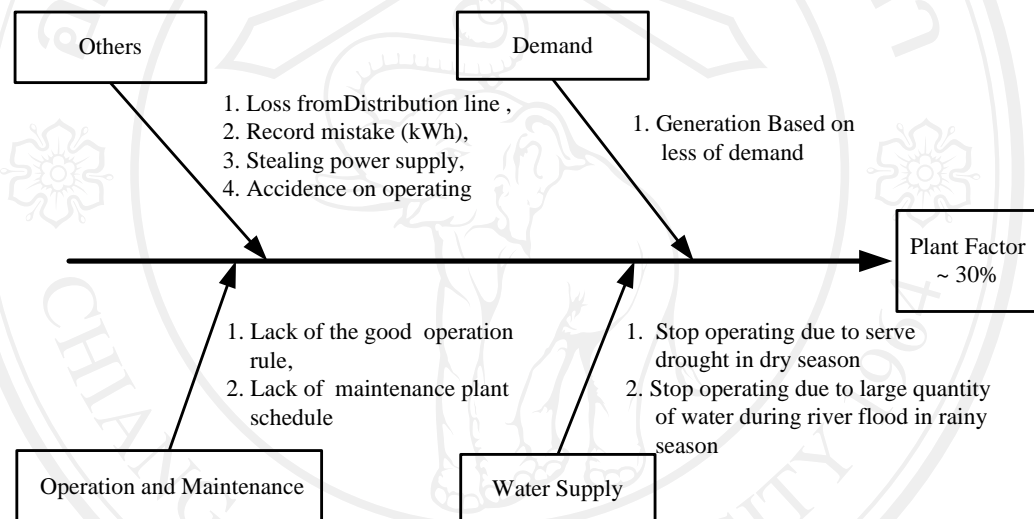 Others
Demand
1. Loss fromDistribution line ,
2. Record mistake (kWh),
3. Stealing power supply,
4. Accidence on operating
1. Generation Based on
less of demand
Plant Factor
~ 30%
1. Lack of the good operation
rule,
2. Lack of maintenance plant
schedule
1. Stop operating due to serve
drought in dry season
2. Stop operating due to large quantity
of water during river flood in rainy
season
Operation and Maintenance
Water Supply